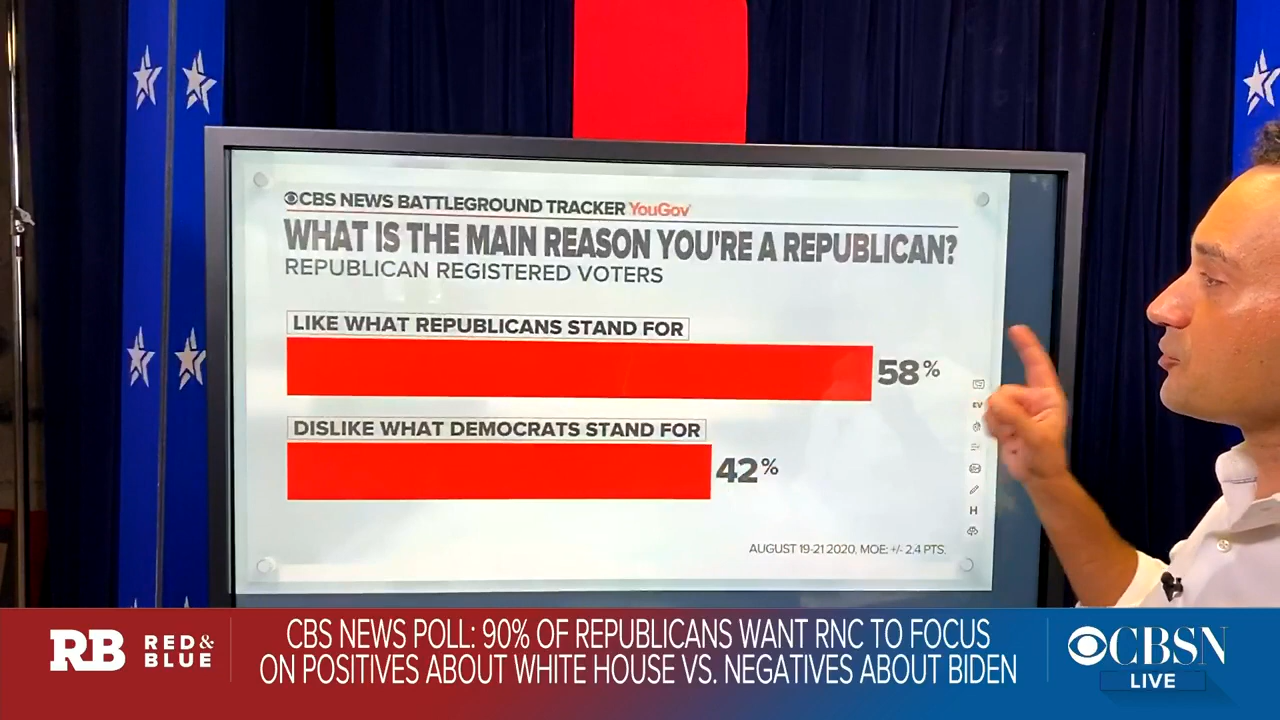 CBS NEWS BATTLEGROUND TRACKER YouGov
WHAT IS THE MAIN REASON YOU'RE A REPUBLICAN?
REPUBLICAN REGISTERED VOTERS
LIKE WHAT REPUBLICANS STAND FOR
58%
DISLIKE WHAT DEMOCRATS STAND FOR
42%
EV
H
AUGUST 19-21 2020, MOE: +/- 2.4 PTS.
RB RED & BLUE
CBS NEWS POLL: 90% OF REPUBLICANS WANT RNC TO FOCUS
ON POSITIVES ABOUT WHITE HOUSE VS. NEGATIVES ABOUT BIDEN
CBSN
LIVE